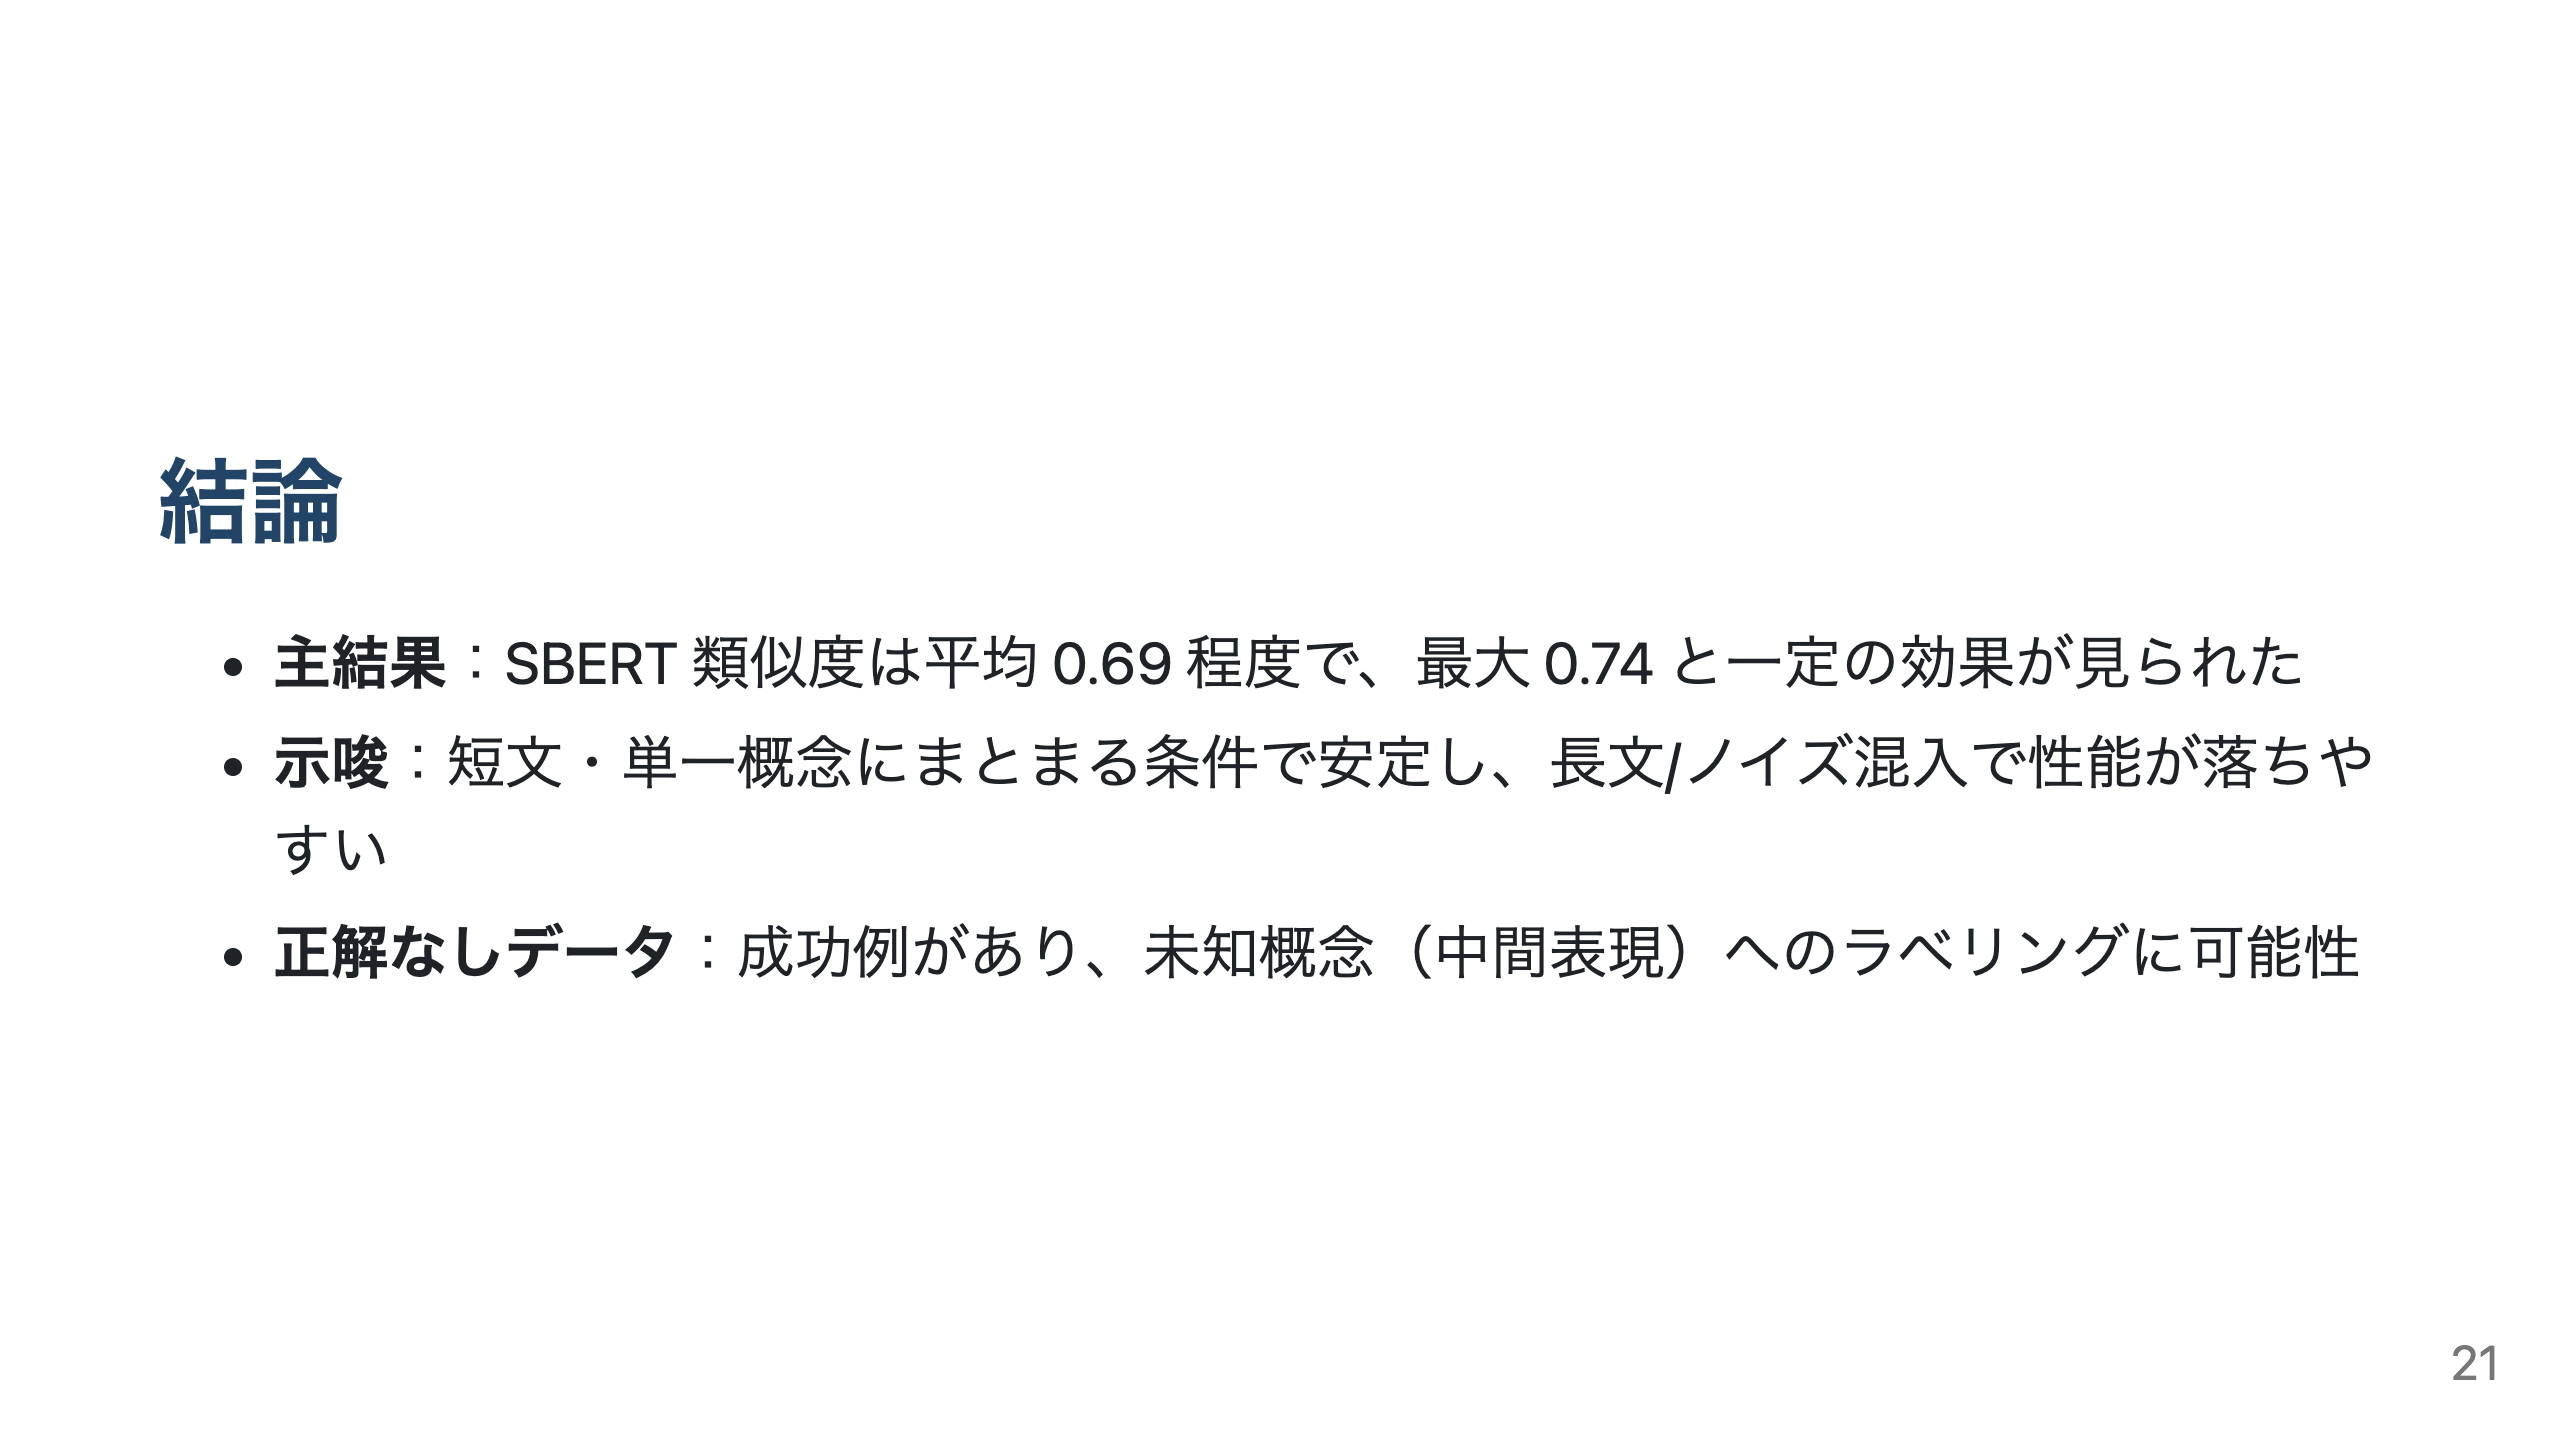 結論
• 主結果：SBERT 類似度は平均 0.69 程度で、最大 0.74 と一定の効果が見られた
• 示唆：短文・単一概念にまとまる条件で安定し、長文/ノイズ混入で性能が落ちや
すい
• 正解なしデータ：成功例があり、未知概念（中間表現）へのラベリングに可能性
21